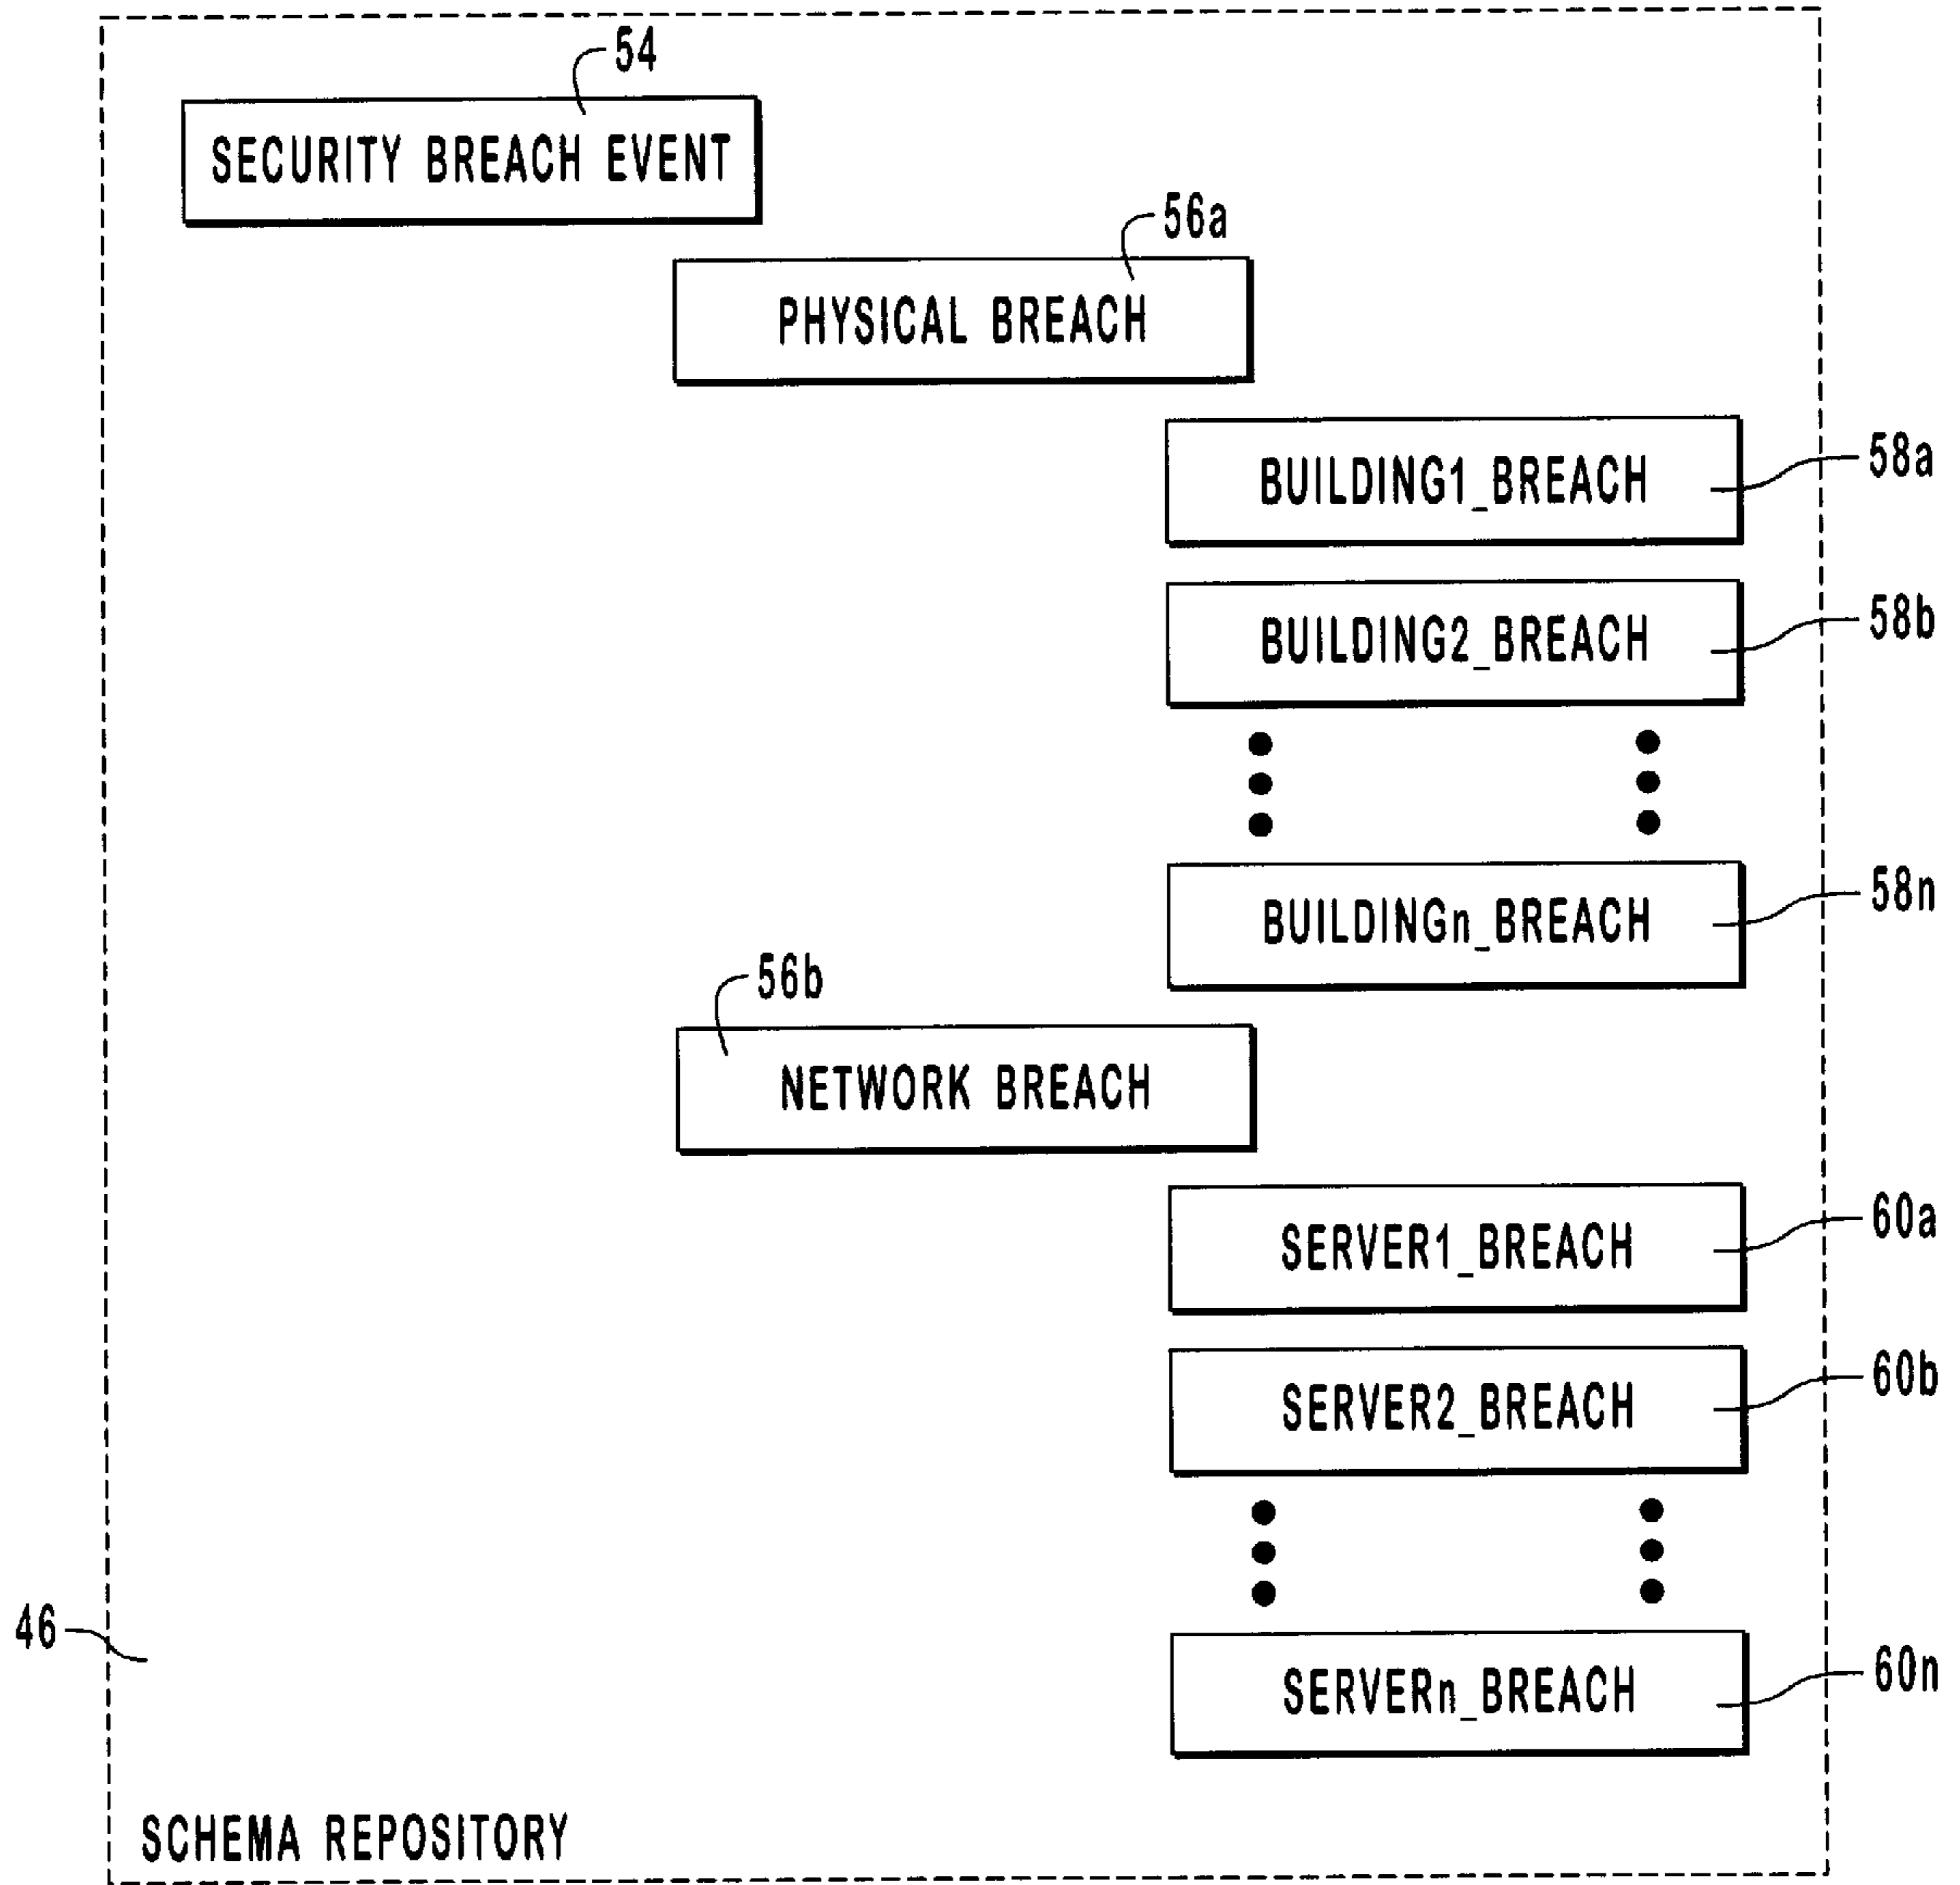 54
SECURITY BREACH EVENT
56a
PHYSICAL BREACH
BUILDING1_BREACH
58a
BUILDING2_BREACH
58b
BUILDINGn_BREACH
58n
56b
NETWORK BREACH
SERVER1_BREACH
60a
SERVER2_BREACH
60b
46
SERVERn_BREACH
60n
SCHEMA REPOSITORY